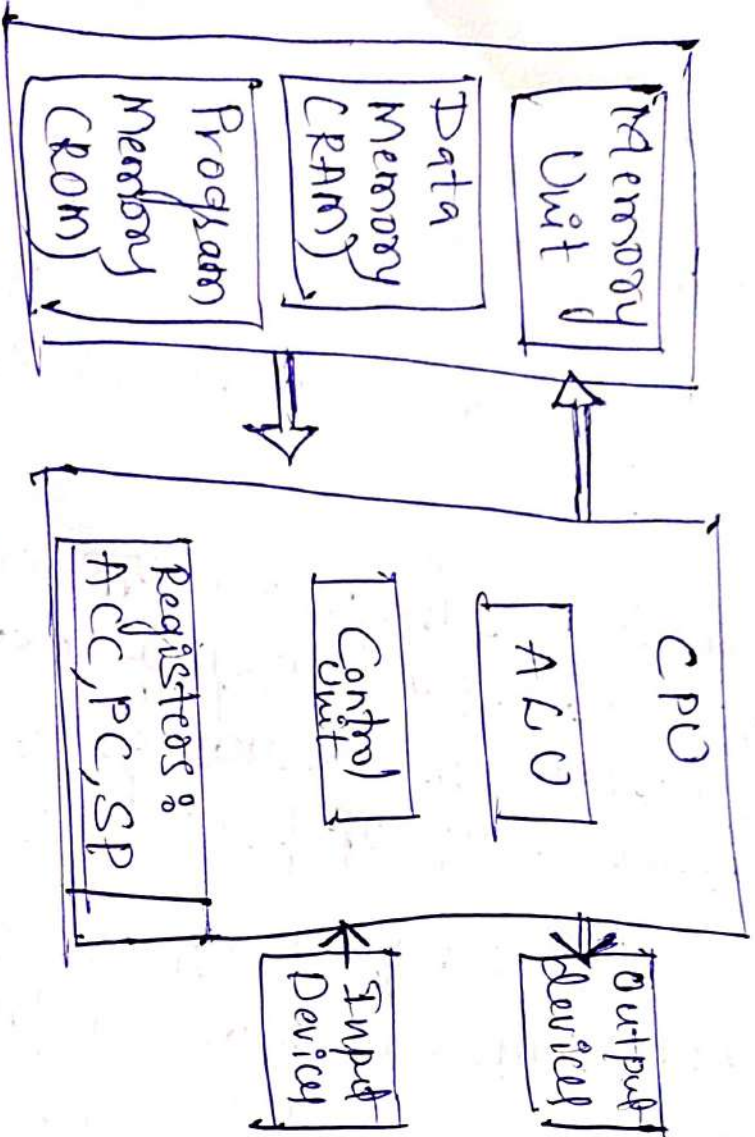 Memory
Unit
Data
Memory
(RAM)
Program
Memory
(ROM)
CPU
ALU
Control
Unit
Registers:
ACC, PC, SP
Output
devices
Input
Devices